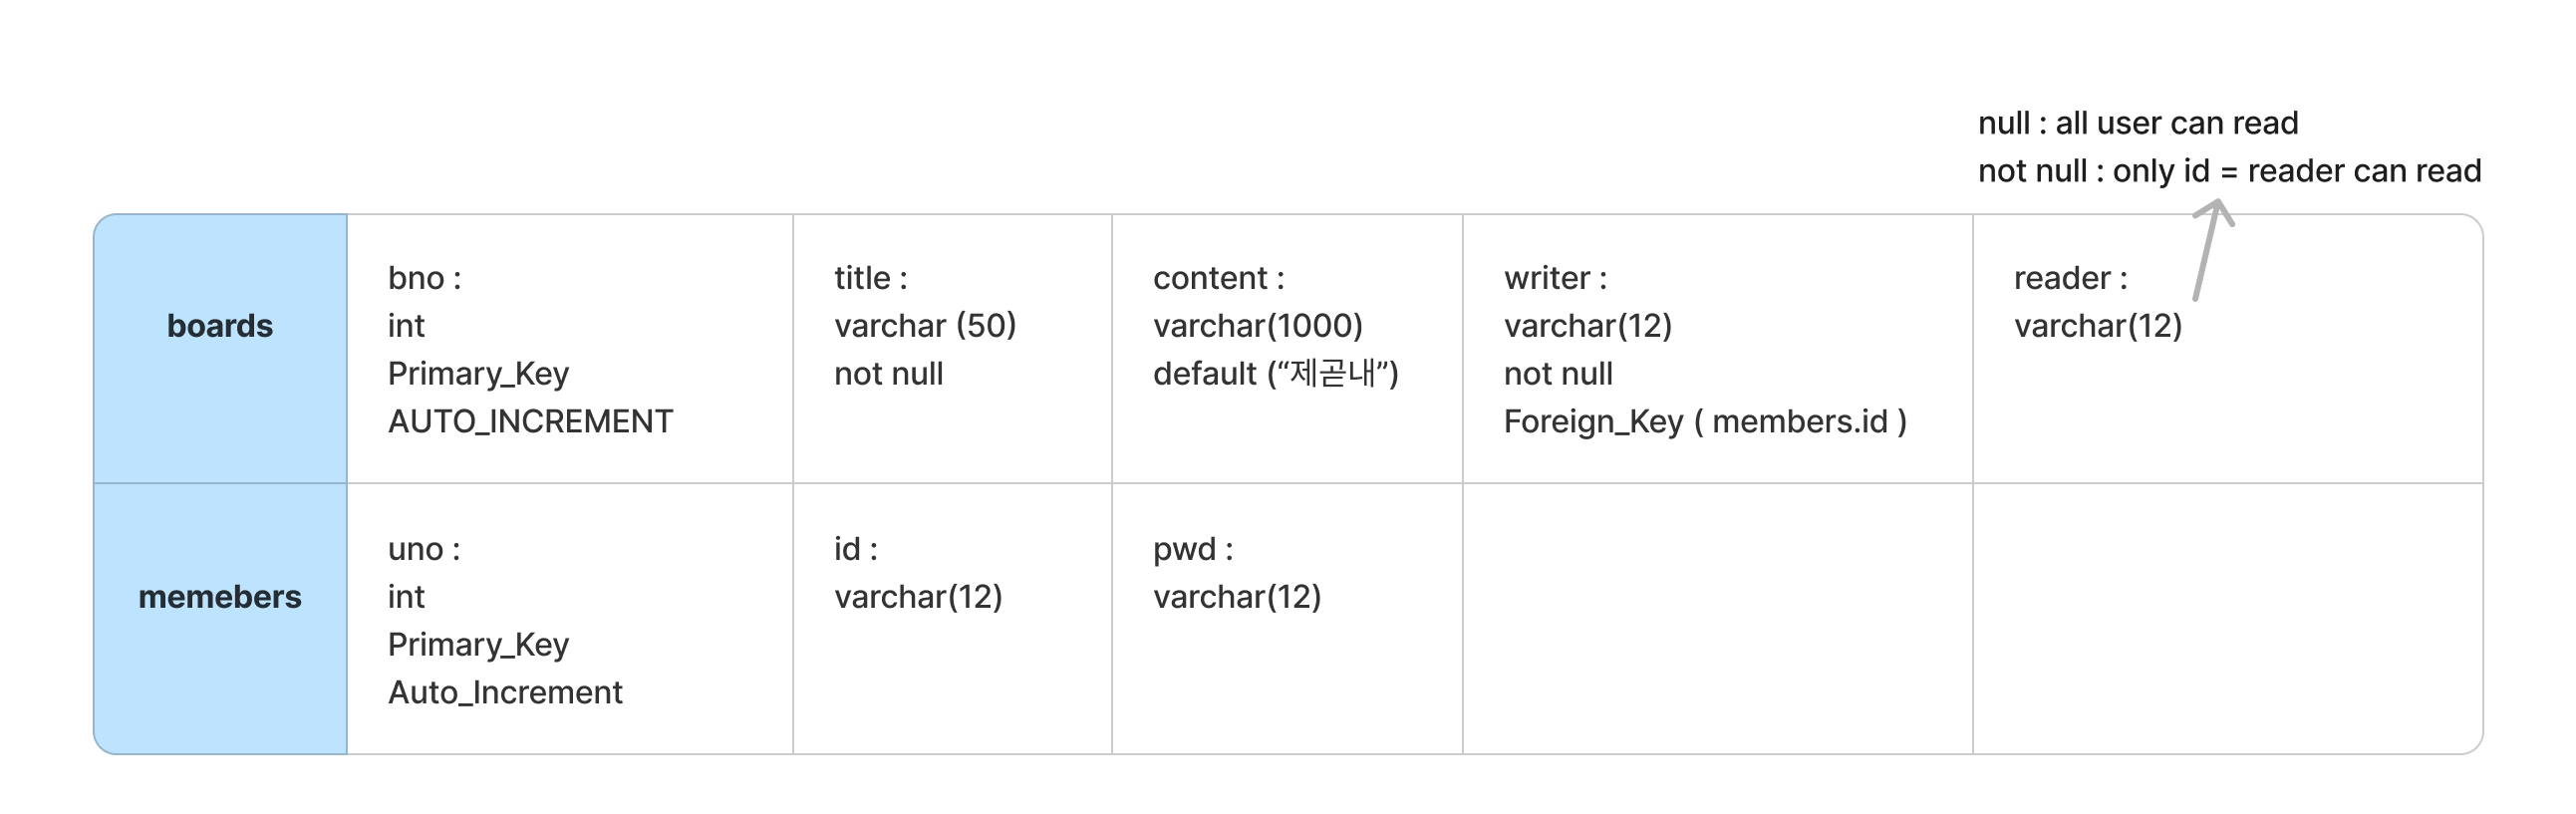 null : all user can read
not null : only id = reader can read
boards
bno :
int
Primary_Key
AUTO_INCREMENT
title :
varchar (50)
not null
content :
varchar(1000)
default (“제곧내”)
writer :
varchar(12)
not null
Foreign_Key ( members.id )
reader :
varchar(12)
memebers
uno :
int
Primary_Key
Auto_Increment
id :
varchar(12)
pwd :
varchar(12)